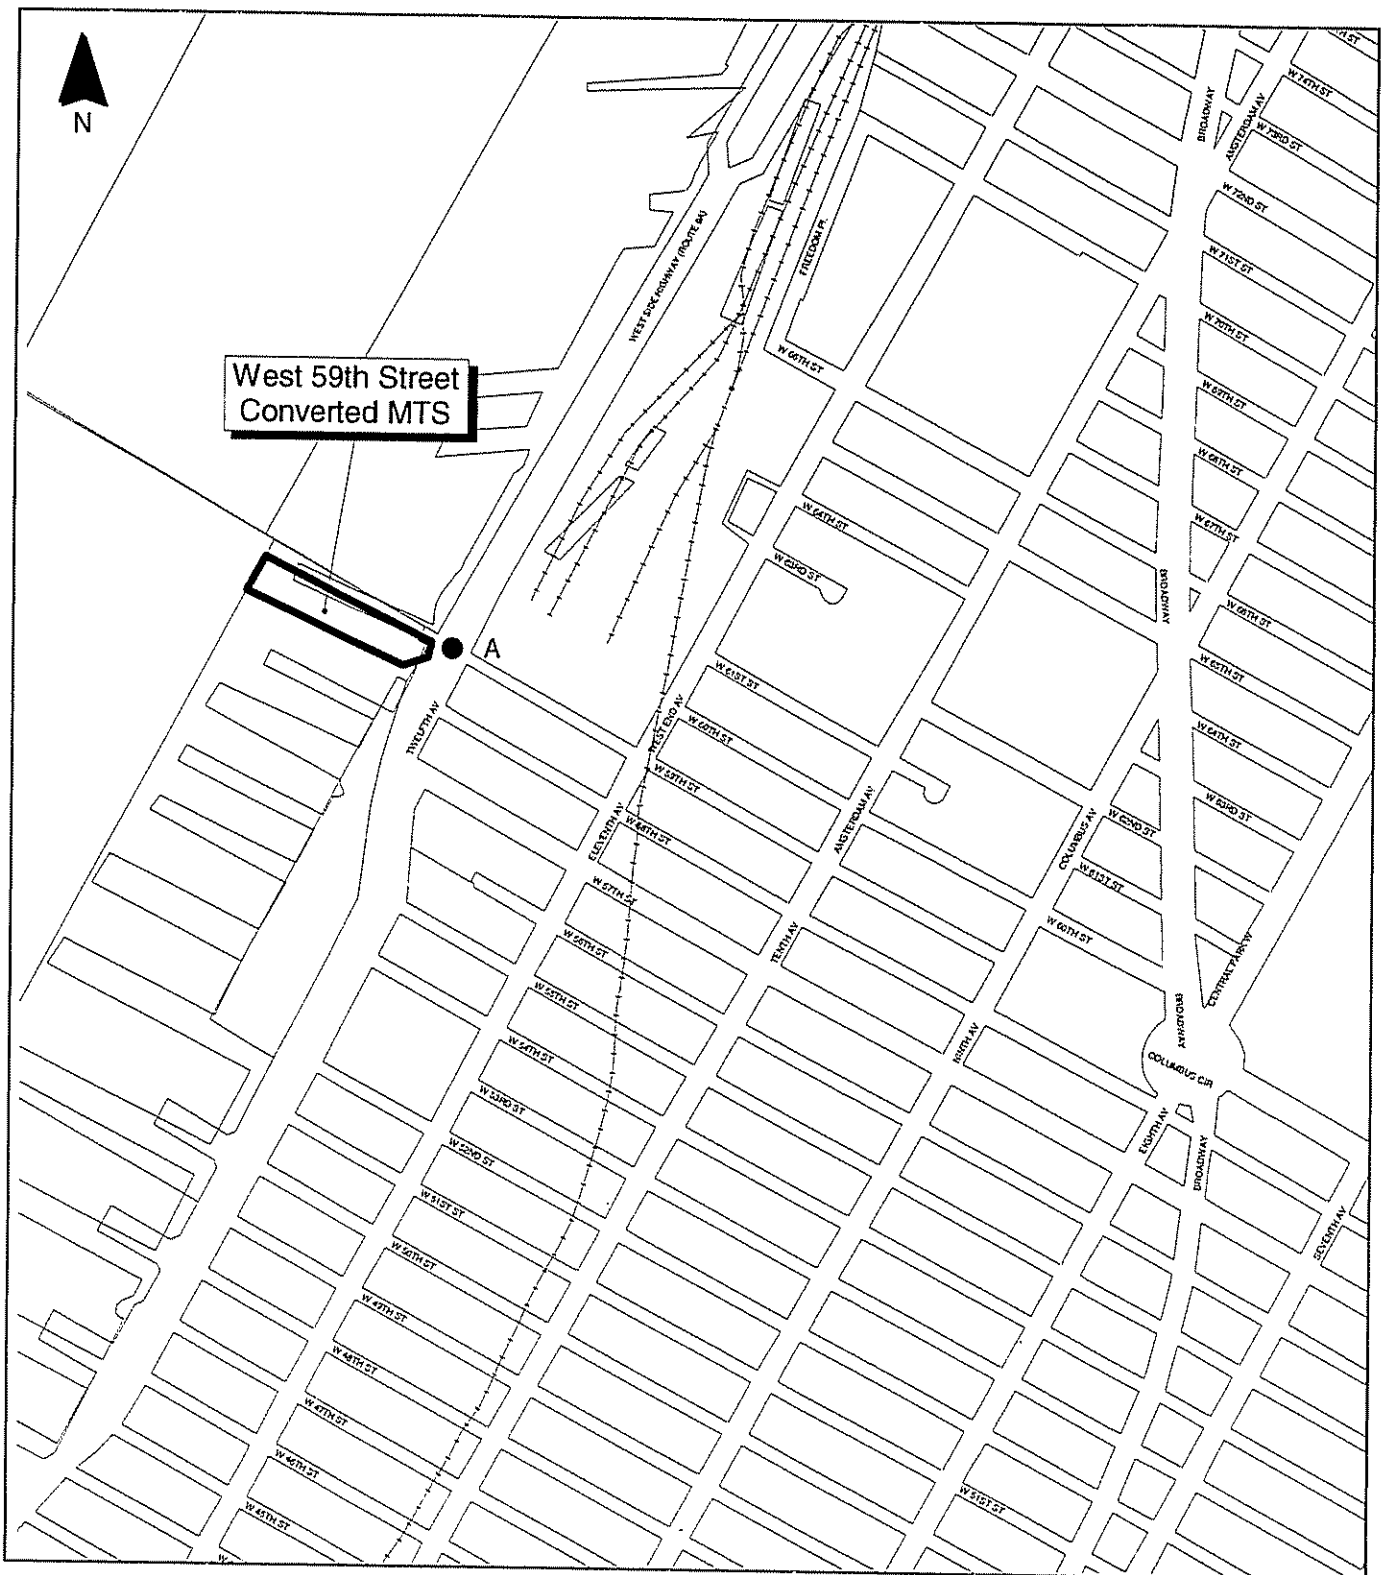 N
West 59th Street
Converted MTS
A
WEST SIDE HIGHWAY (ROUTE 9A)
FREEDOM PL
BROADWAY
AMSTERDAM AV
W 74TH ST
W 73RD ST
W 72ND ST
W 71ST ST
W 70TH ST
W 69TH ST
W 68TH ST
W 67TH ST
W 66TH ST
W 66TH ST
W 65TH ST
W 64TH ST
W 63RD ST
W 64TH ST
W 63RD ST
BROADWAY
W 61ST ST
WEST END AV
W 60TH ST
W 59TH ST
TWELFTH AV
ELEVENTH AV
W 58TH ST
AMSTERDAM AV
COLUMBUS AV
W 62ND ST
W 61ST ST
W 60TH ST
CENTRAL PARK W
BROADWAY
COLUMBUS CIR
W 57TH ST
TENTH AV
W 56TH ST
W 55TH ST
NINTH AV
W 54TH ST
W 53RD ST
EIGHTH AV
BROADWAY
SEVENTH AV
W 52ND ST
W 51ST ST
W 50TH ST
W 49TH ST
W 48TH ST
W 47TH ST
W 46TH ST
W 45TH ST
W 51ST ST